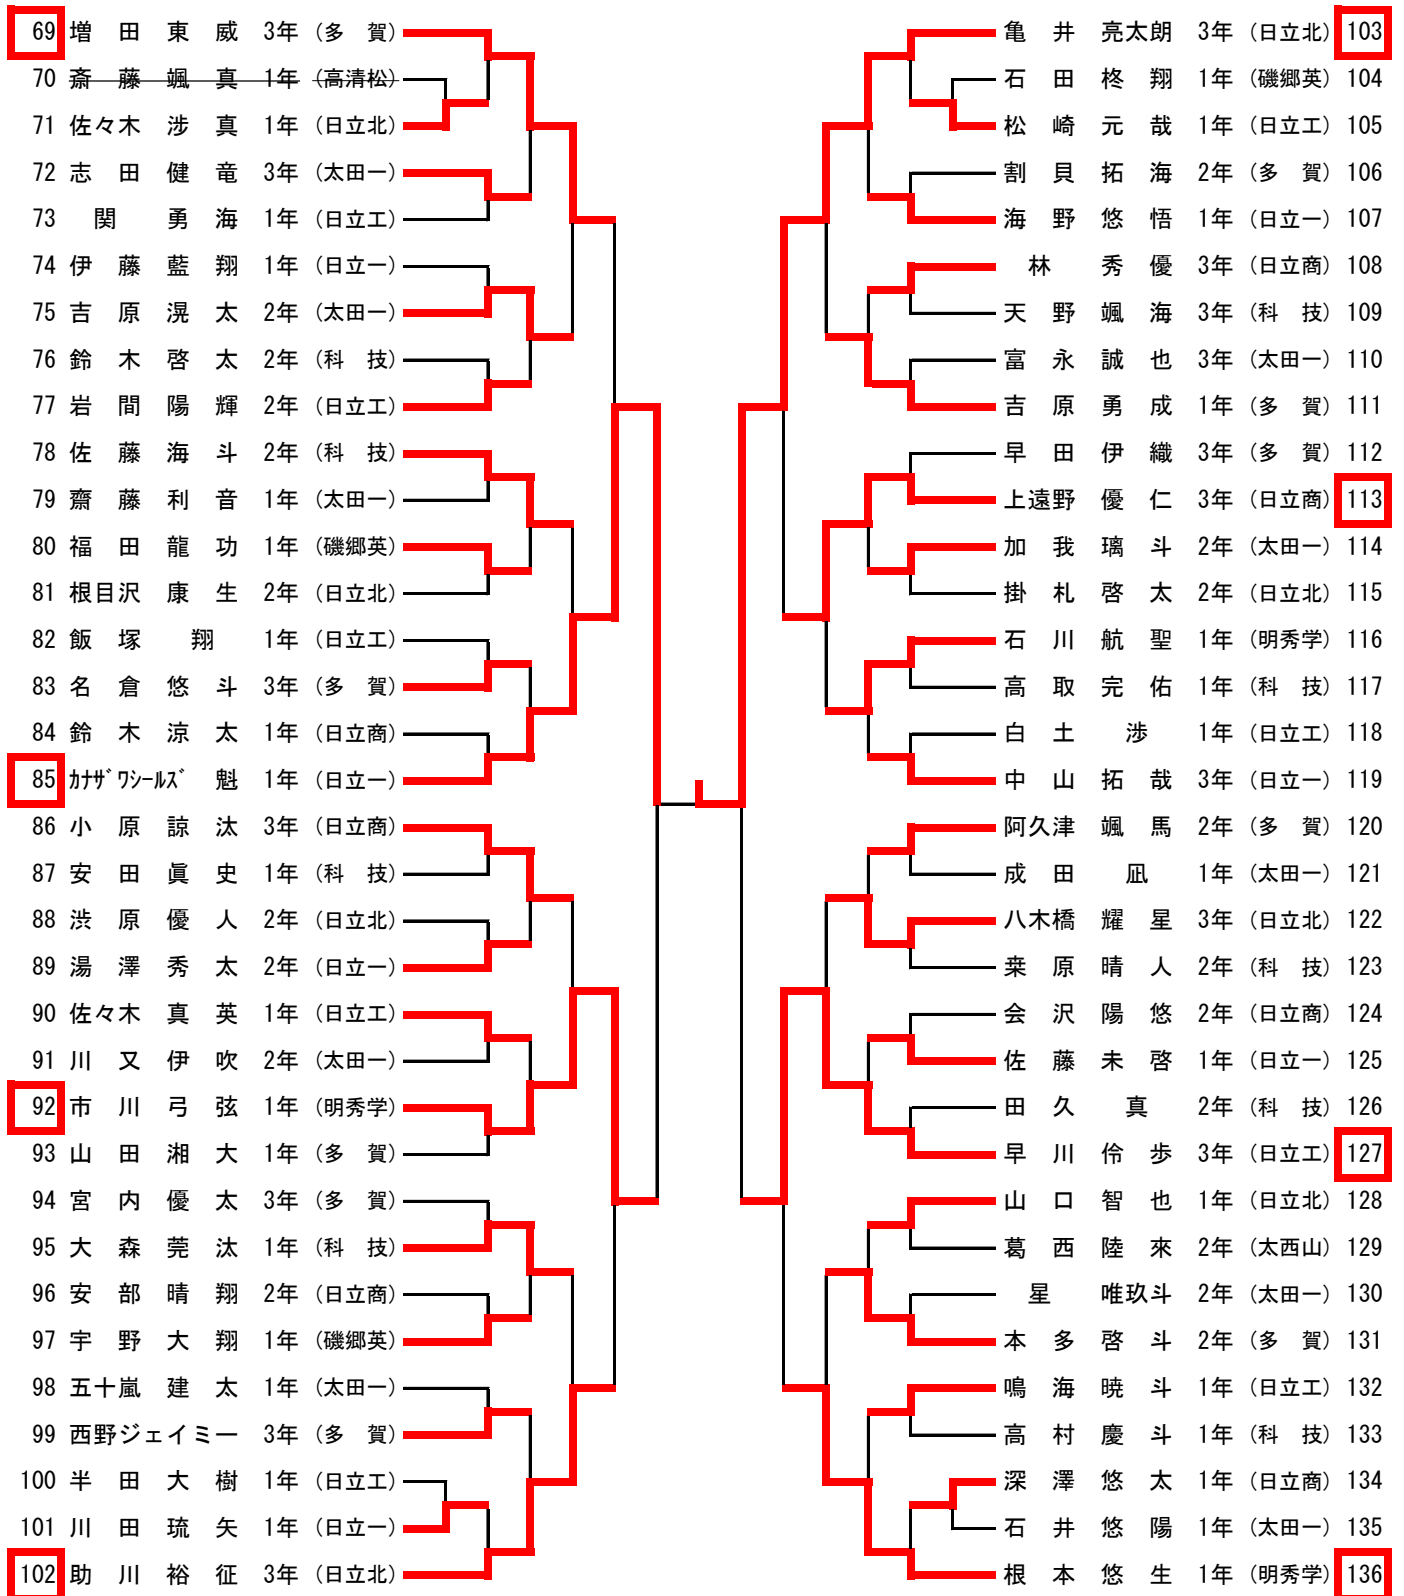 69 増田東威 3年 (多賀)
70 斎藤颯真 1年 (高清松)
71 佐々木渉真 1年 (日立北)
72 志田健竜 3年 (太田一)
73 関勇海 1年 (日立工)
74 伊藤藍翔 1年 (日立一)
75 吉原滉太 2年 (太田一)
76 鈴木啓太 2年 (科技)
77 岩間陽輝 2年 (日立工)
78 佐藤海斗 2年 (科技)
79 齋藤利音 1年 (太田一)
80 福田龍功 1年 (磯郷英)
81 根目沢康生 2年 (日立北)
82 飯塚翔 1年 (日立工)
83 名倉悠斗 3年 (多賀)
84 鈴木涼太 1年 (日立商)
85 ｶﾅｻﾞﾜｼｰﾙｽﾞ 魁 1年 (日立一)
86 小原諒汰 3年 (日立商)
87 安田眞史 1年 (科技)
88 渋原優人 2年 (日立北)
89 湯澤秀太 2年 (日立一)
90 佐々木真英 1年 (日立工)
91 川又伊吹 2年 (太田一)
92 市川弓弦 1年 (明秀学)
93 山田湘大 1年 (多賀)
94 宮内優太 3年 (多賀)
95 大森莞汰 1年 (科技)
96 安部晴翔 2年 (日立商)
97 宇野大翔 1年 (磯郷英)
98 五十嵐建太 1年 (太田一)
99 西野ジェイミー 3年 (多賀)
100 半田大樹 1年 (日立工)
101 川田琉矢 1年 (日立一)
102 助川裕征 3年 (日立北)
亀井亮太朗 3年 (日立北) 103
石田柊翔 1年 (磯郷英) 104
松崎元哉 1年 (日立工) 105
割貝拓海 2年 (多賀) 106
海野悠悟 1年 (日立一) 107
林秀優 3年 (日立商) 108
天野颯海 3年 (科技) 109
富永誠也 3年 (太田一) 110
吉原勇成 1年 (多賀) 111
早田伊織 3年 (多賀) 112
上遠野優仁 3年 (日立商) 113
加我璃斗 2年 (太田一) 114
掛札啓太 2年 (日立北) 115
石川航聖 1年 (明秀学) 116
高取完佑 1年 (科技) 117
白土渉 1年 (日立工) 118
中山拓哉 3年 (日立一) 119
阿久津颯馬 2年 (多賀) 120
成田凪 1年 (太田一) 121
八木橋耀星 3年 (日立北) 122
桒原晴人 2年 (科技) 123
会沢陽悠 2年 (日立商) 124
佐藤未啓 1年 (日立一) 125
田久真 2年 (科技) 126
早川伶歩 3年 (日立工) 127
山口智也 1年 (日立北) 128
葛西陸來 2年 (太西山) 129
星唯玖斗 2年 (太田一) 130
本多啓斗 2年 (多賀) 131
鳴海暁斗 1年 (日立工) 132
高村慶斗 1年 (科技) 133
深澤悠太 1年 (日立商) 134
石井悠陽 1年 (太田一) 135
根本悠生 1年 (明秀学) 136